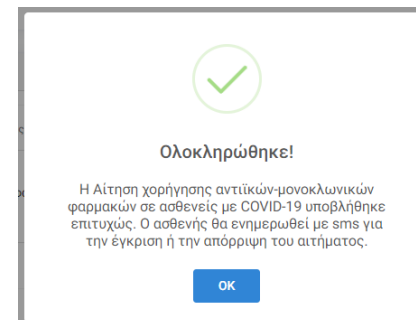 Ολοκληρώθηκε!
Η Αίτηση χορήγησης αντιϊκών-μονοκλωνικών
φαρμακών σε ασθενείς με COVID-19 υποβλήθηκε
επιτυχώς. Ο ασθενής θα ενημερωθεί με sms για
την έγκριση ή την απόρριψη του αιτήματος.
OK